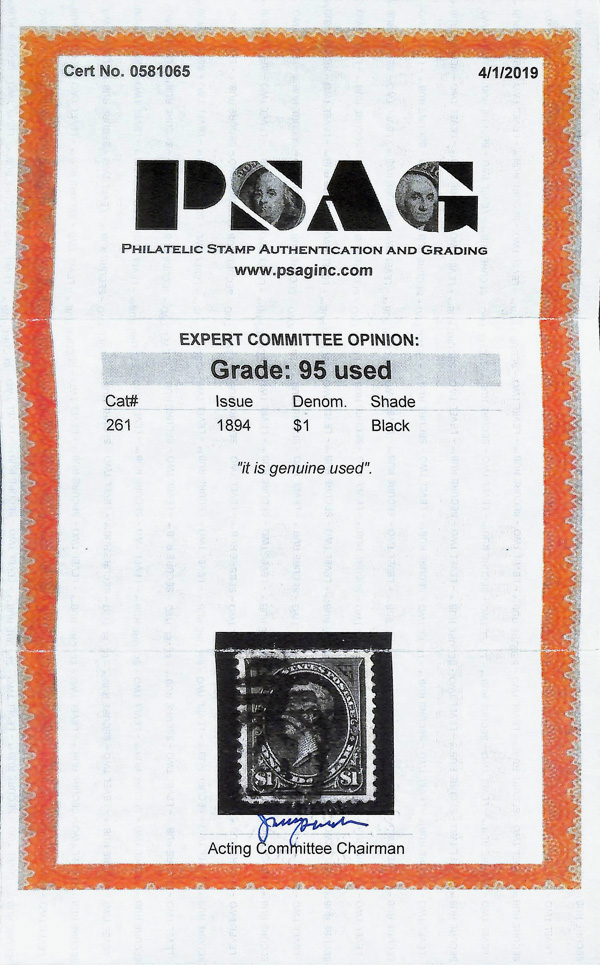 Cert No. 0581065 4/1/2019
PSAG
PHILATELIC STAMP AUTHENTICATION AND GRADING
www.psaginc.com
EXPERT COMMITTEE OPINION:
Grade: 95 used
Cat# Issue Denom. Shade
261 1894 $1 Black
"it is genuine used".
$1 $1
Acting Committee Chairman